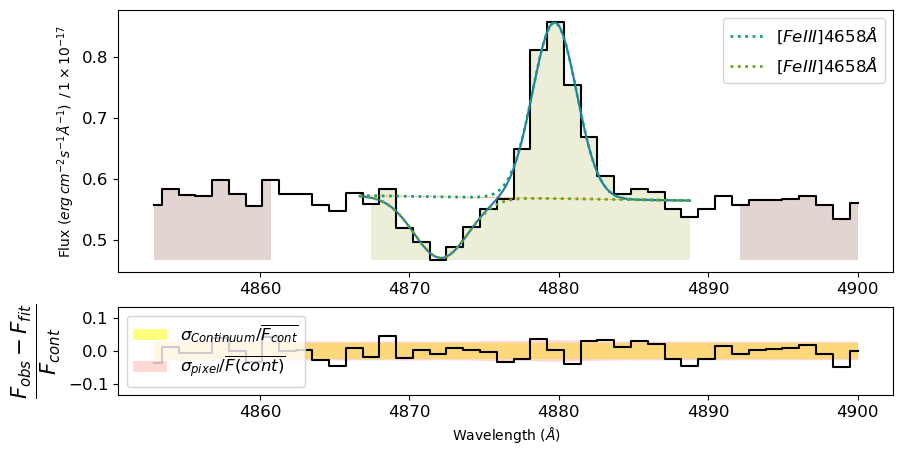 Flux (erg cm⁻²s⁻¹Å⁻¹) / 1 × 10⁻¹⁷
0.8
0.7
0.6
0.5
[FeIII]4658Å
[FeIII]4658Å
4860 4870 4880 4890 4900
F_obs − F_fit
F_cont
0.1
0.0
−0.1
σ_Continuum/F_cont
σ_pixel/F(cont)
4860 4870 4880 4890 4900
Wavelength (Å)